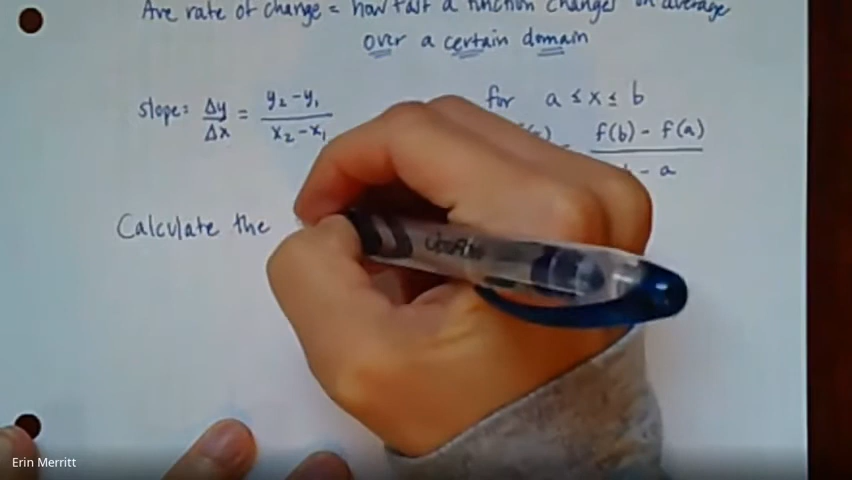 Ave rate of change = how fast a function changes on average
over a certain domain
slope: Δy/Δx = y₂-y₁/x₂-x₁
for a ≤ x ≤ b
f(b) - f(a)
- a
Calculate the
Erin Merritt